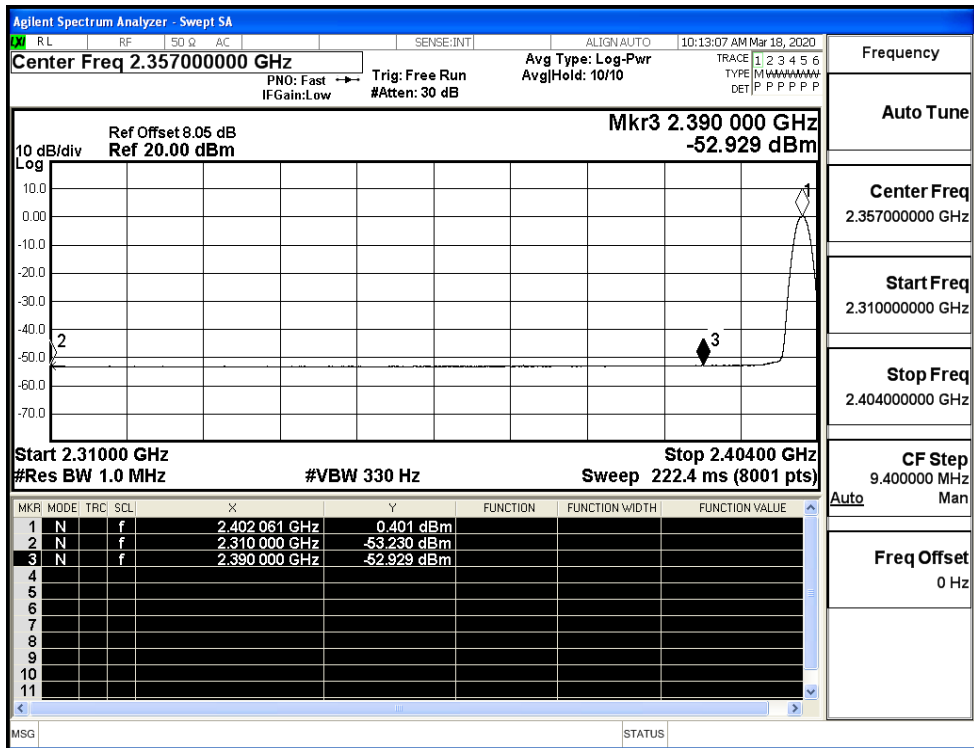 Agilent Spectrum Analyzer - Swept SA
LXI RL RF 50 Ω AC SENSE:INT ALIGNAUTO 10:13:07 AM Mar 18, 2020
Center Freq 2.357000000 GHz
PNO: Fast
IFGain:Low
Trig: Free Run
#Atten: 30 dB
Avg Type: Log-Pwr
Avg|Hold: 10/10
TRACE 1 2 3 4 5 6
TYPE M W W W W W
DET P P P P P P
Ref Offset 8.05 dB
10 dB/div Ref 20.00 dBm
Log
Mkr3 2.390 000 GHz
-52.929 dBm
10.0
0.00
-10.0
-20.0
-30.0
-40.0
-50.0
-60.0
-70.0
1
2
3
Start 2.31000 GHz Stop 2.40400 GHz
#Res BW 1.0 MHz #VBW 330 Hz Sweep 222.4 ms (8001 pts)
MKR MODE TRC SCL X Y FUNCTION FUNCTION WIDTH FUNCTION VALUE
1 N f 2.402 061 GHz 0.401 dBm
2 N f 2.310 000 GHz -53.230 dBm
3 N f 2.390 000 GHz -52.929 dBm
4
5
6
7
8
9
10
11
MSG STATUS
Frequency
Auto Tune
Center Freq
2.357000000 GHz
Start Freq
2.310000000 GHz
Stop Freq
2.404000000 GHz
CF Step
9.400000 MHz
Auto Man
Freq Offset
0 Hz